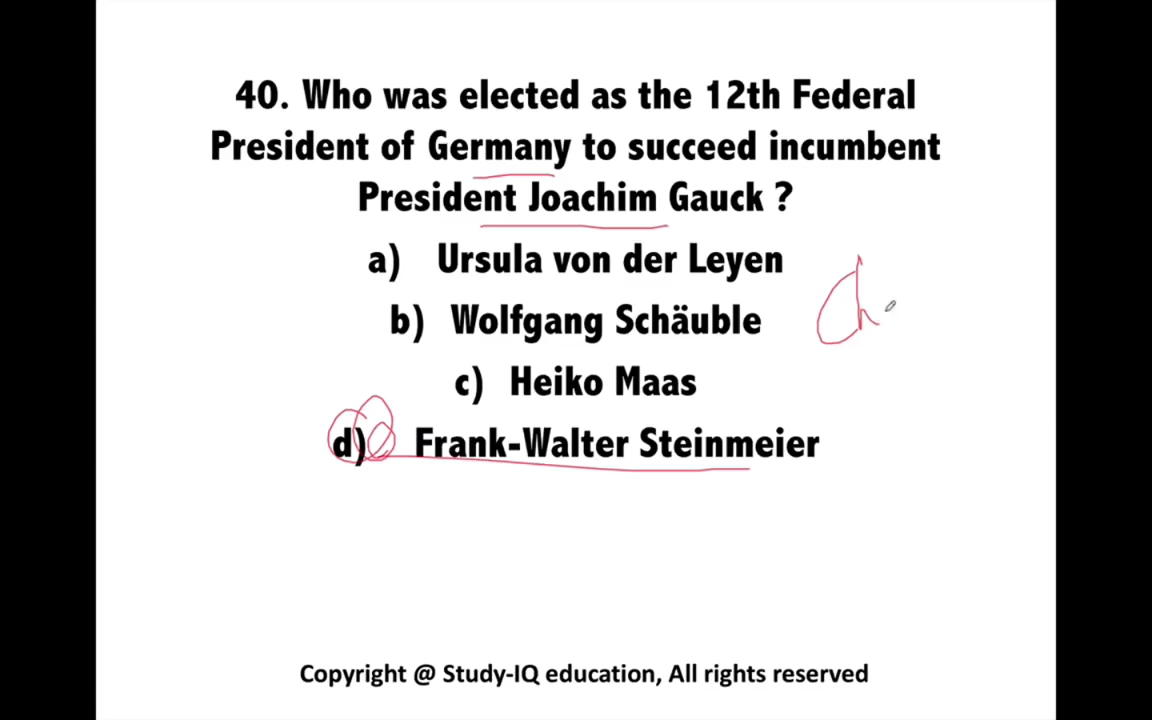 40. Who was elected as the 12th Federal
President of Germany to succeed incumbent
President Joachim Gauck ?
a) Ursula von der Leyen
b) Wolfgang Schäuble
c) Heiko Maas
d) Frank-Walter Steinmeier
Copyright @ Study-IQ education, All rights reserved